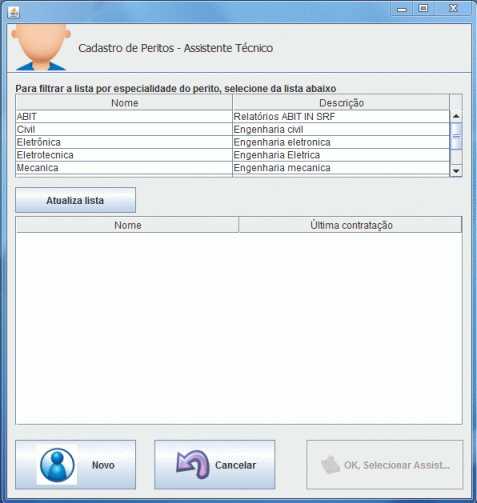 Cadastro de Peritos - Assistente Técnico
Para filtrar a lista por especialidade do perito, selecione da lista abaixo
Nome Descrição
ABIT Relatórios ABIT IN SRF
Civil Engenharia civil
Eletrônica Engenharia eletronica
Eletrotecnica Engenharia Eletrica
Mecanica Engenharia mecanica
Atualiza lista
Nome Última contratação
Novo Cancelar OK, Selecionar Assist...